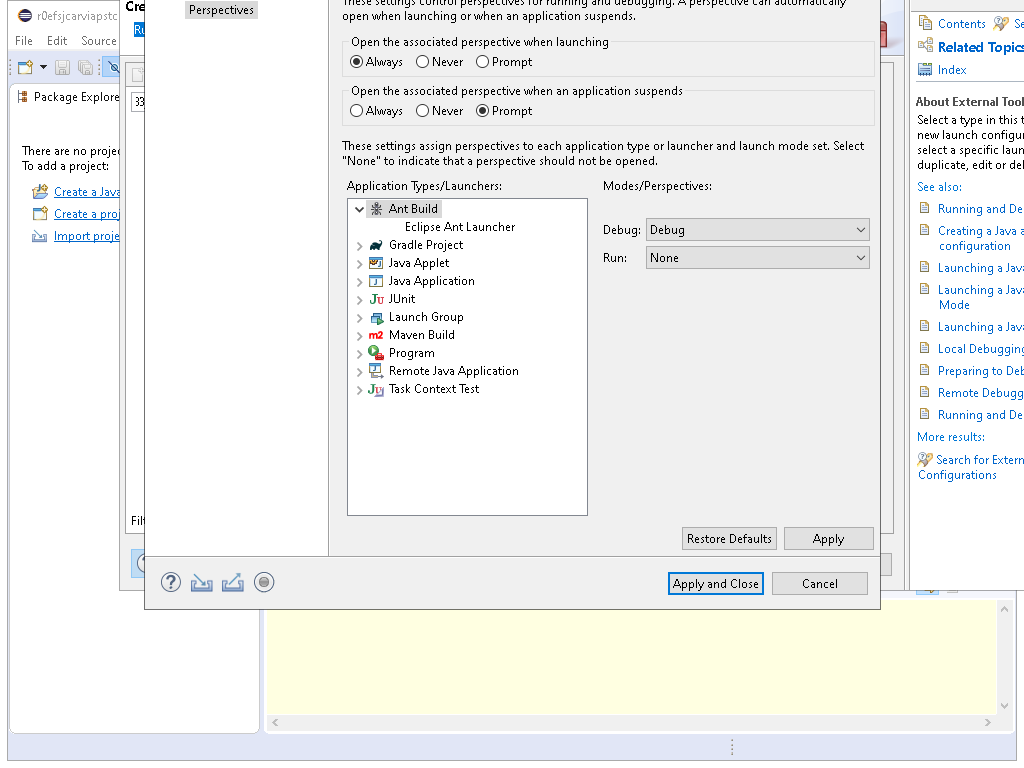 r0efsjcarviapstc
File Edit Source
Package Explore
There are no proje
To add a project:
Create a Java
Create a proj
Import proje
Cre
Perspectives
These settings control perspectives for running and debugging. A perspective can automatically
open when launching or when an application suspends.
Open the associated perspective when launching
Always Never Prompt
Open the associated perspective when an application suspends
Always Never Prompt
These settings assign perspectives to each application type or launcher and launch mode set. Select
"None" to indicate that a perspective should not be opened.
Application Types/Launchers:
Ant Build
Eclipse Ant Launcher
Gradle Project
Java Applet
Java Application
JUnit
Launch Group
Maven Build
Program
Remote Java Application
Task Context Test
Modes/Perspectives:
Debug: Debug
Run: None
Restore Defaults Apply
Apply and Close Cancel
Filt
Contents Se
Related Topics
Index
About External Tool
Select a type in this t
new launch configur
select a specific laun
duplicate, edit or del
See also:
Running and De
Creating a Java a
configuration
Launching a Java
Launching a Java
Mode
Launching a Java
Local Debugging
Preparing to Deb
Remote Debugg
Running and De
More results:
Search for Extern
Configurations